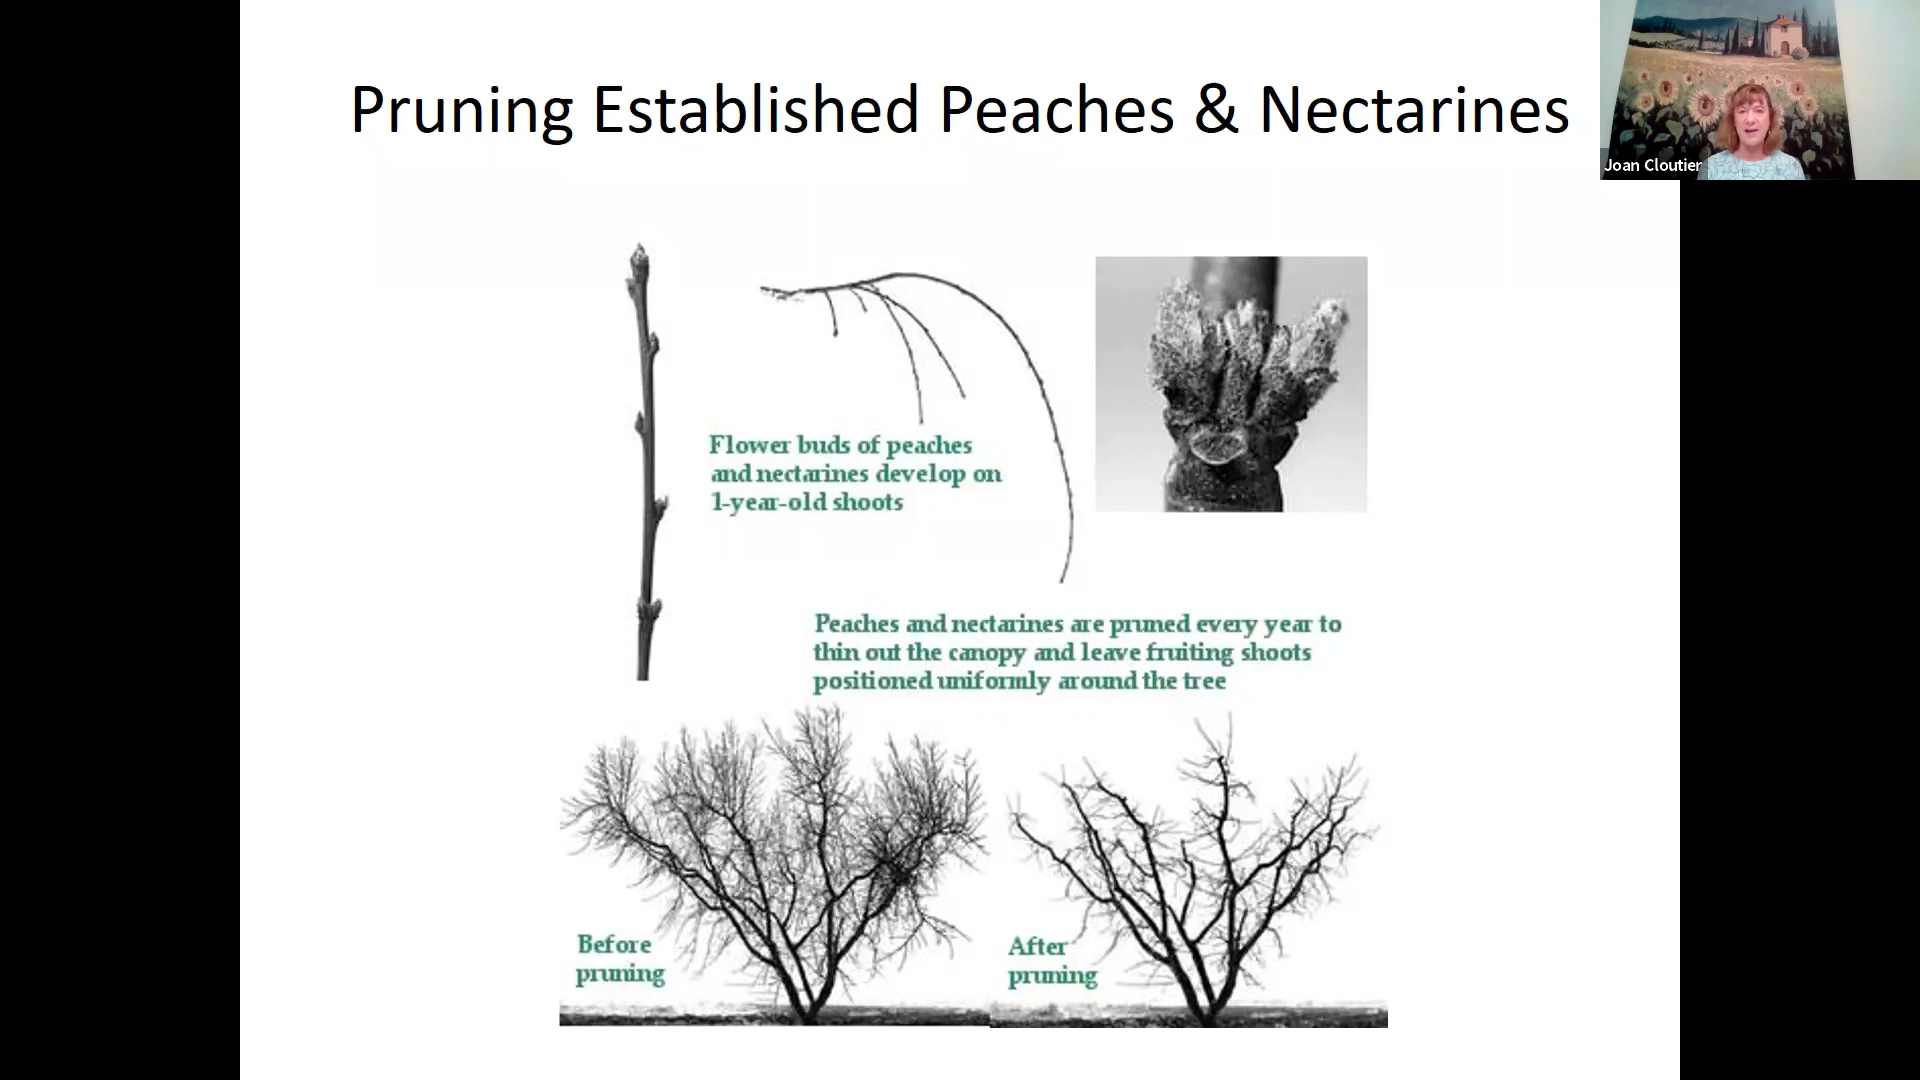 Pruning Established Peaches & Nectarines
Joan Cloutier
Flower buds of peaches
and nectarines develop on
1-year-old shoots
Peaches and nectarines are pruned every year to
thin out the canopy and leave fruiting shoots
positioned uniformly around the tree
Before
pruning
After
pruning